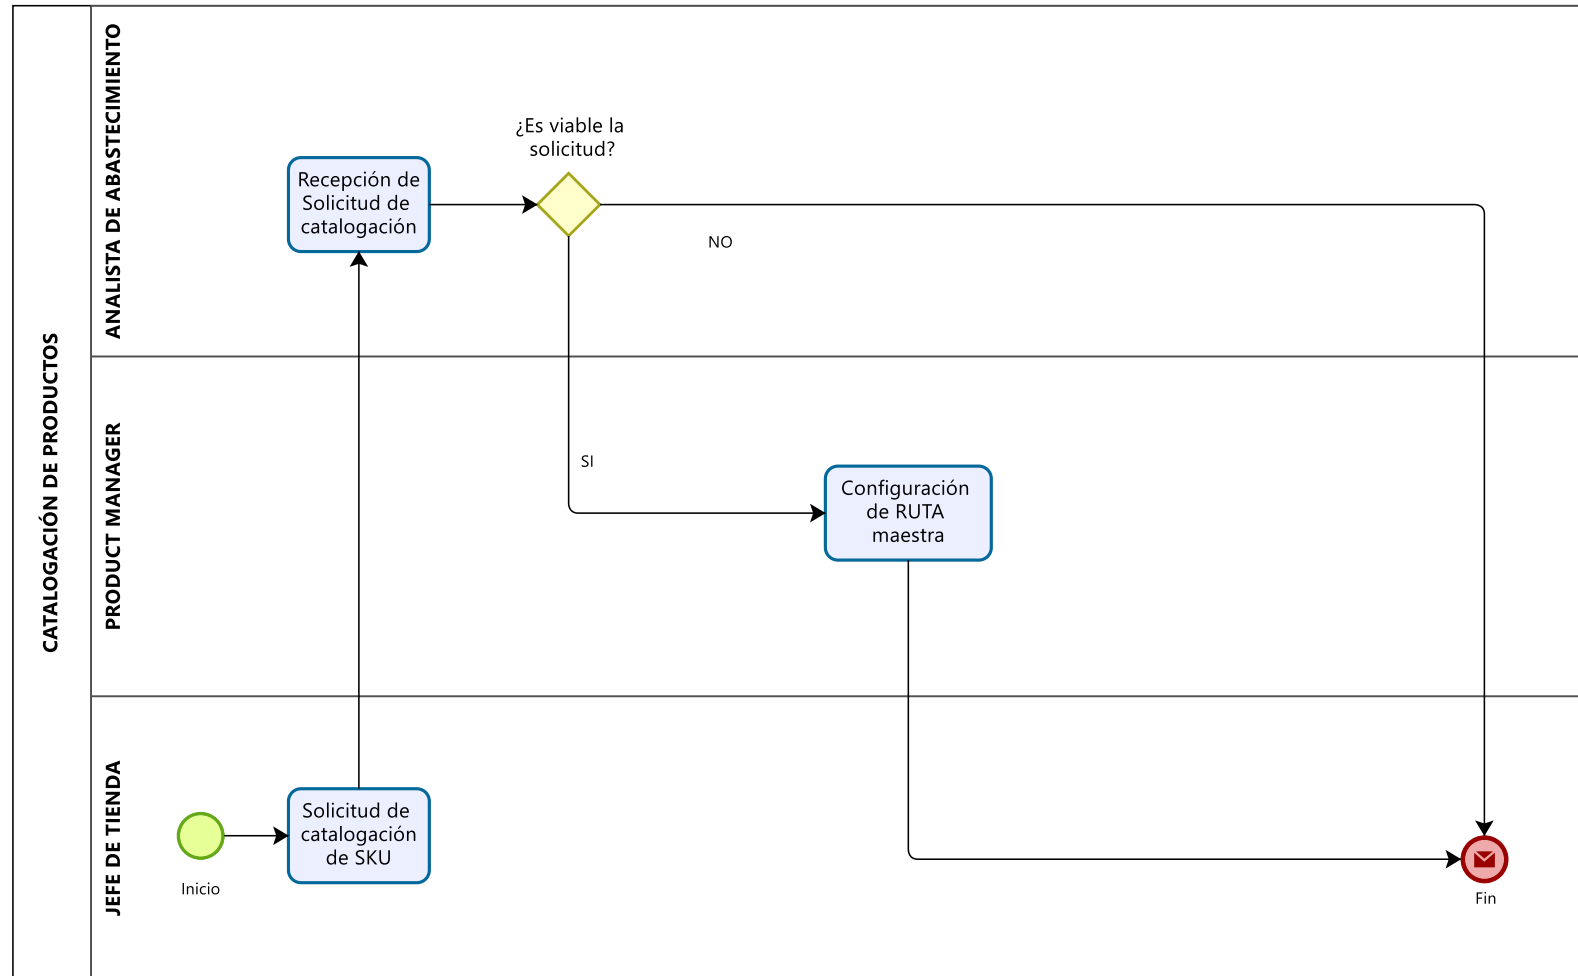 CATALOGACIÓN DE PRODUCTOS
ANALISTA DE ABASTECIMIENTO
¿Es viable la
solicitud?
Recepción de
Solicitud de
catalogación
NO
PRODUCT MANAGER
SI
Configuración
de RUTA
maestra
JEFE DE TIENDA
Inicio
Solicitud de
catalogación
de SKU
Fin